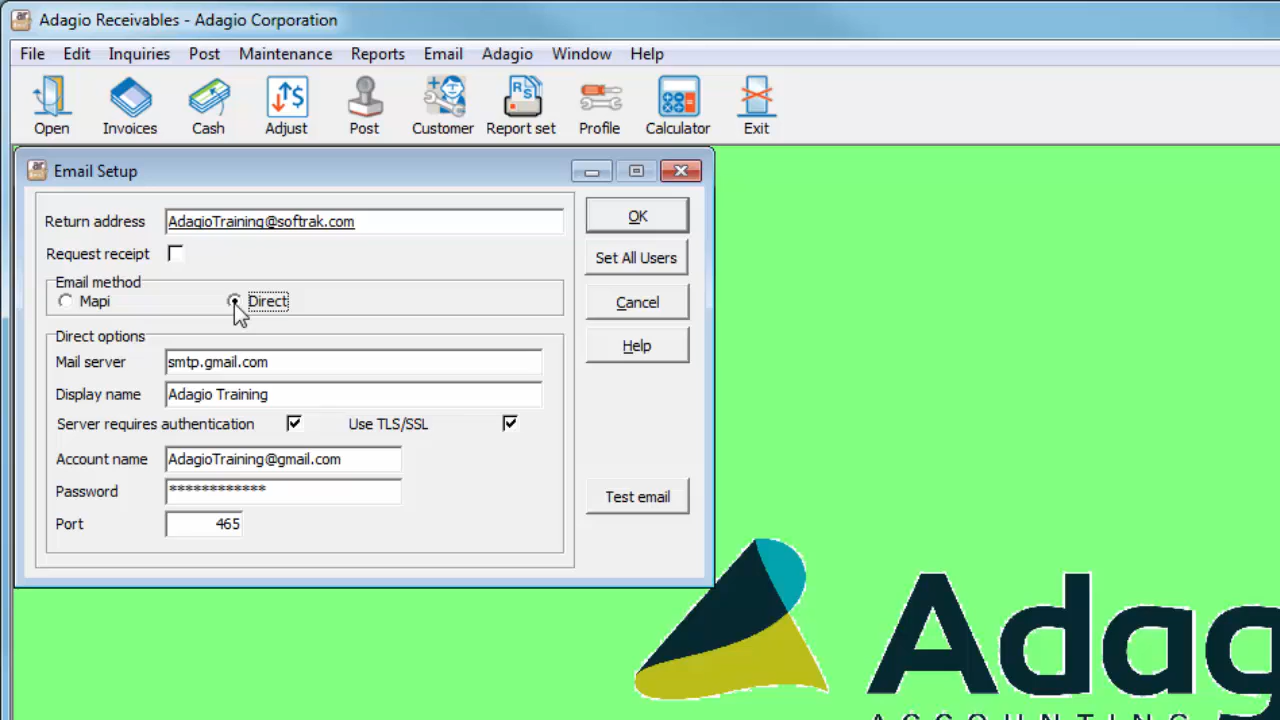 Adagio Receivables - Adagio Corporation
File Edit Inquiries Post Maintenance Reports Email Adagio Window Help
Open Invoices Cash Adjust Post Customer Report set Profile Calculator Exit
Email Setup
Return address AdagioTraining@softrak.com OK
Request receipt Set All Users
Email method
Mapi Direct Cancel
Direct options Help
Mail server smtp.gmail.com
Display name Adagio Training
Server requires authentication Use TLS/SSL
Account name AdagioTraining@gmail.com
Password ************ Test email
Port 465
Adag
ACCOUNTING